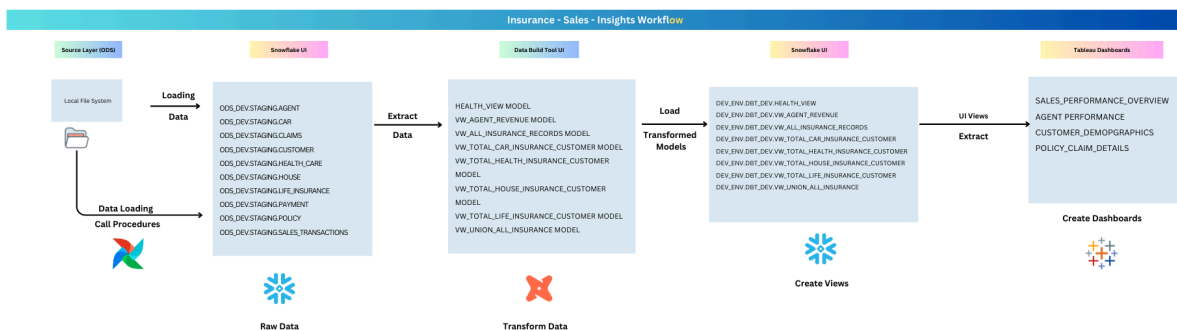 Insurance - Sales - Insights Workflow
Source Layer (ODS)
Snowflake UI
Data Build Tool UI
Snowflake UI
Tableau Dashboards
Local File System
Loading
Data
Data Loading
Call Procedures
ODS_DEV.STAGING.AGENT
ODS_DEV.STAGING.CAR
ODS_DEV.STAGING.CLAIMS
ODS_DEV.STAGING.CUSTOMER
ODS_DEV.STAGING.HEALTH_CARE
ODS_DEV.STAGING.HOUSE
ODS_DEV.STAGING.LIFE_INSURANCE
ODS_DEV.STAGING.PAYMENT
ODS_DEV.STAGING.POLICY
ODS_DEV.STAGING.SALES_TRANSACTIONS
Raw Data
Extract
Data
HEALTH_VIEW MODEL
VW_AGENT_REVENUE MODEL
VW_ALL_INSURANCE_RECORDS MODEL
VW_TOTAL_CAR_INSURANCE_CUSTOMER MODEL
VW_TOTAL_HEALTH_INSURANCE_CUSTOMER
MODEL
VW_TOTAL_HOUSE_INSURANCE_CUSTOMER
MODEL
VW_TOTAL_LIFE_INSURANCE_CUSTOMER MODEL
VW_UNION_ALL_INSURANCE MODEL
Transform Data
Load
Transformed
Models
DEV_ENV.DBT_DEV.HEALTH_VIEW
DEV_ENV.DBT_DEV.VW_AGENT_REVENUE
DEV_ENV.DBT_DEV.VW_ALL_INSURANCE_RECORDS
DEV_ENV.DBT_DEV.VW_TOTAL_CAR_INSURANCE_CUSTOMER
DEV_ENV.DBT_DEV.VW_TOTAL_HEALTH_INSURANCE_CUSTOMER
DEV_ENV.DBT_DEV.VW_TOTAL_HOUSE_INSURANCE_CUSTOMER
DEV_ENV.DBT_DEV.VW_TOTAL_LIFE_INSURANCE_CUSTOMER
DEV_ENV.DBT_DEV.VW_UNION_ALL_INSURANCE
Create Views
UI Views
Extract
SALES_PERFORMANCE_OVERVIEW
AGENT PERFORMANCE
CUSTOMER_DEMOPGRAPHICS
POLICY_CLAIM_DETAILS
Create Dashboards